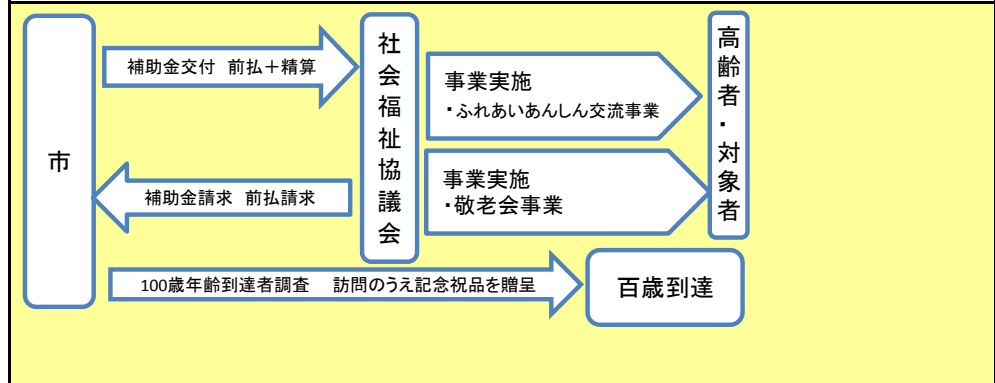 市
補助金交付 前払＋精算
補助金請求 前払請求
社会福祉協議会
事業実施
・ふれあいあんしん交流事業
事業実施
・敬老会事業
高齢者・対象者
100歳年齢到達者調査　訪問のうえ記念祝品を贈呈
百歳到達